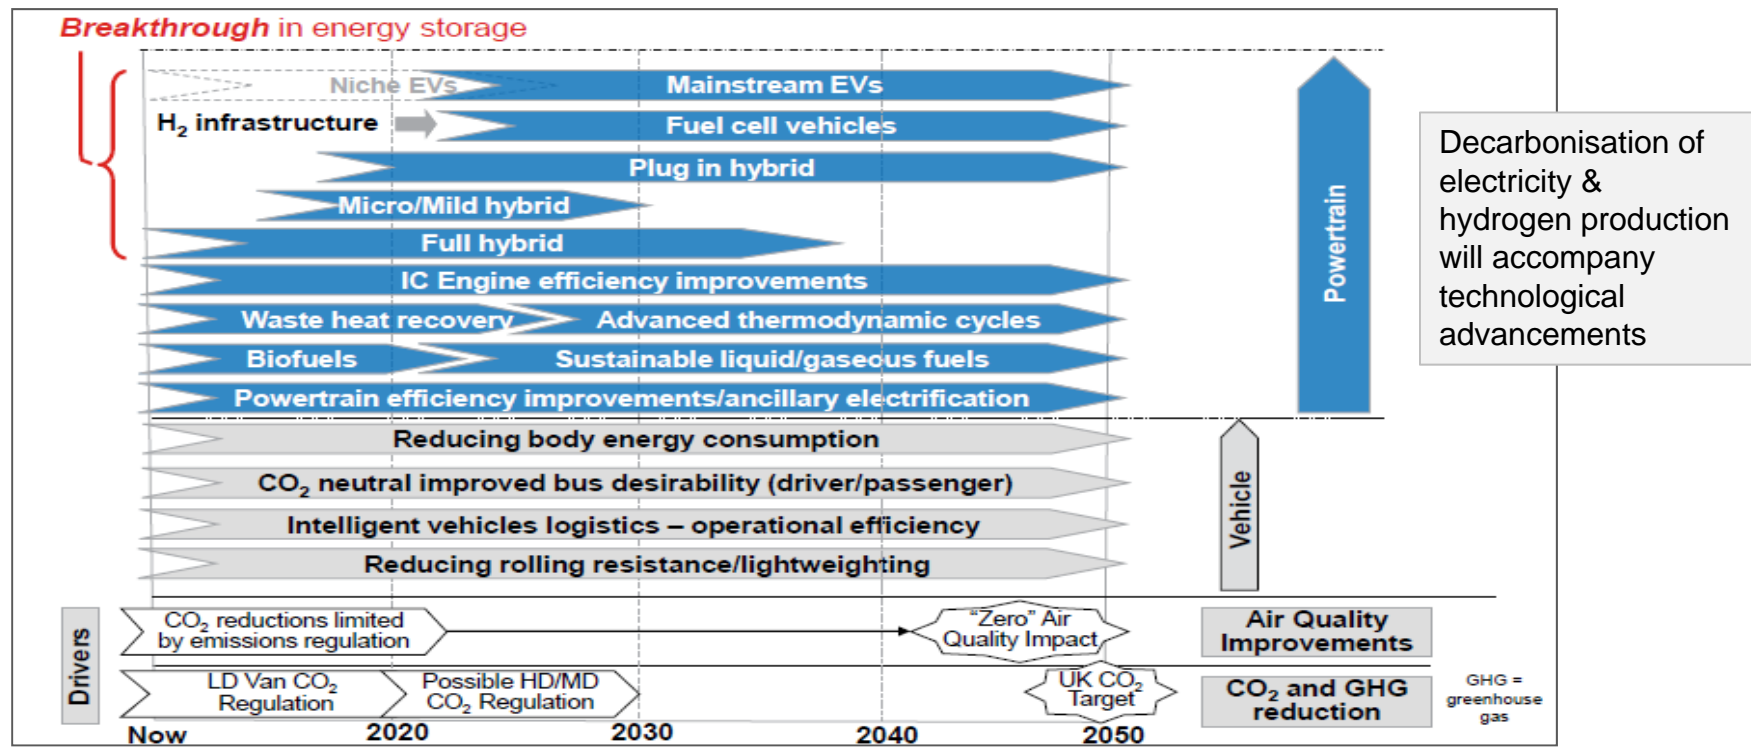 Breakthrough in energy storage
Niche EVs
Mainstream EVs
H₂ infrastructure
Fuel cell vehicles
Plug in hybrid
Micro/Mild hybrid
Full hybrid
IC Engine efficiency improvements
Waste heat recovery
Advanced thermodynamic cycles
Biofuels
Sustainable liquid/gaseous fuels
Powertrain efficiency improvements/ancillary electrification
Powertrain
Decarbonisation of
electricity &
hydrogen production
will accompany
technological
advancements
Reducing body energy consumption
CO₂ neutral improved bus desirability (driver/passenger)
Intelligent vehicles logistics – operational efficiency
Reducing rolling resistance/lightweighting
Vehicle
Drivers
CO₂ reductions limited
by emissions regulation
"Zero" Air
Quality Impact
Air Quality
Improvements
LD Van CO₂
Regulation
Possible HD/MD
CO₂ Regulation
UK CO₂
Target
CO₂ and GHG
reduction
GHG =
greenhouse
gas
Now
2020
2030
2040
2050